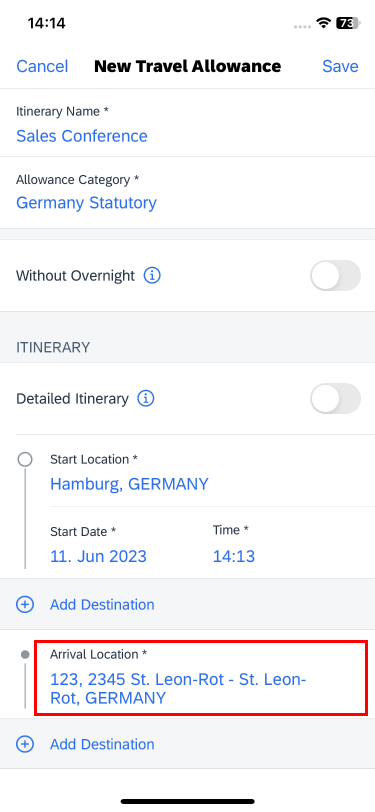 14:14
73
Cancel
New Travel Allowance
Save
Itinerary Name *
Sales Conference
Allowance Category *
Germany Statutory
Without Overnight
ITINERARY
Detailed Itinerary
Start Location *
Hamburg, GERMANY
Start Date *
Time *
11. Jun 2023
14:13
Add Destination
Arrival Location *
123, 2345 St. Leon-Rot - St. Leon-
Rot, GERMANY
Add Destination